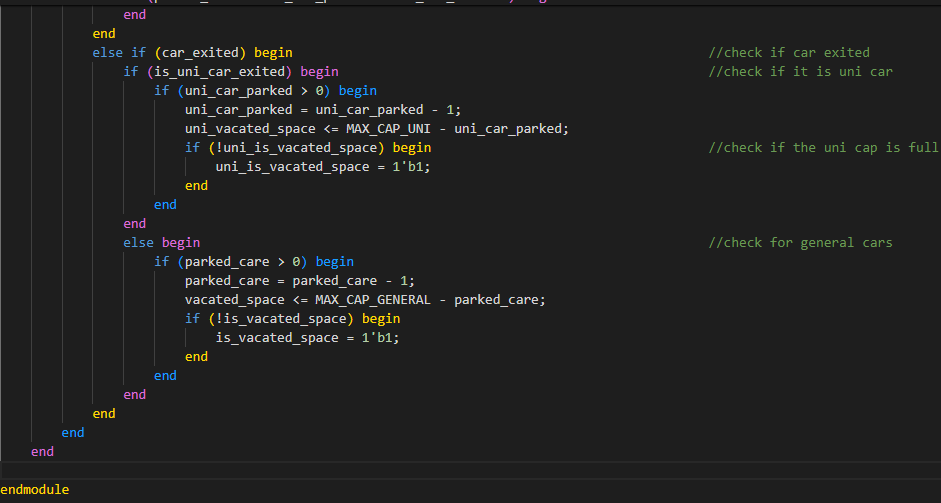 end
end
else if (car_exited) begin //check if car exited
if (is_uni_car_exited) begin //check if it is uni car
if (uni_car_parked > 0) begin
uni_car_parked = uni_car_parked - 1;
uni_vacated_space <= MAX_CAP_UNI - uni_car_parked;
if (!uni_is_vacated_space) begin //check if the uni cap is full
uni_is_vacated_space = 1'b1;
end
end
end
else begin //check for general cars
if (parked_care > 0) begin
parked_care = parked_care - 1;
vacated_space <= MAX_CAP_GENERAL - parked_care;
if (!is_vacated_space) begin
is_vacated_space = 1'b1;
end
end
end
end
end
end
endmodule